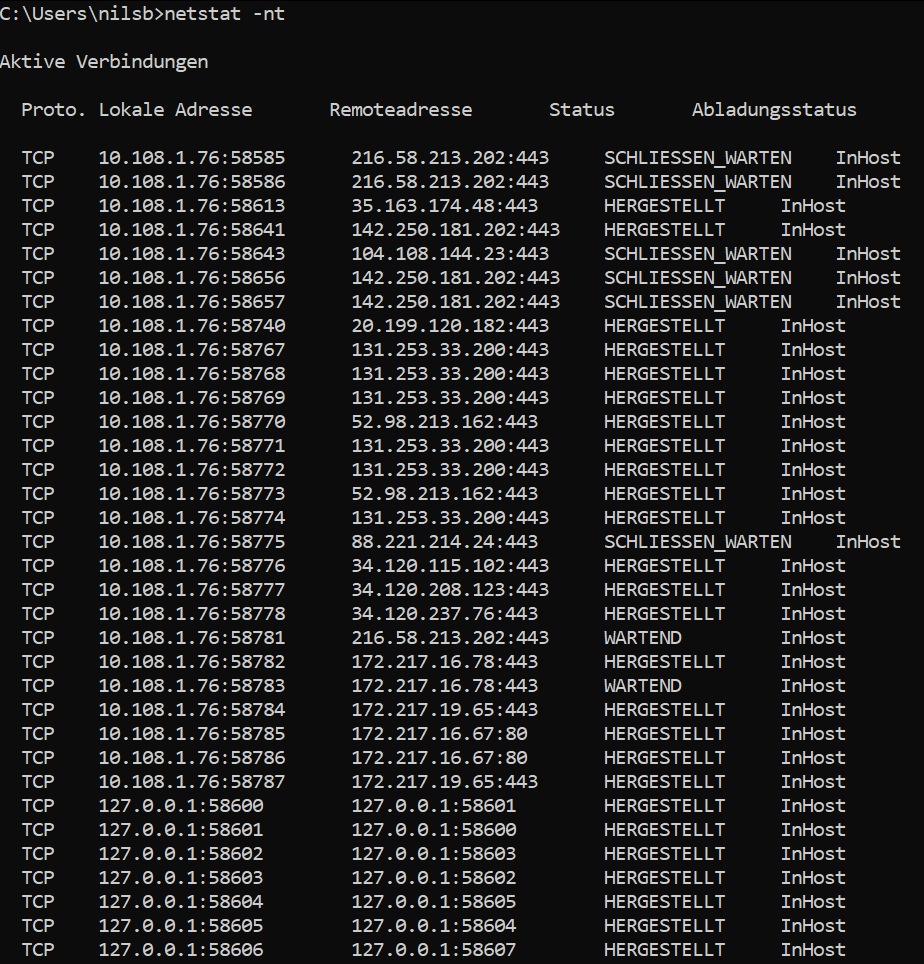 C:\Users\nilsb>netstat -nt
Aktive Verbindungen
Proto. Lokale Adresse Remoteadresse Status Abladungsstatus
TCP 10.108.1.76:58585 216.58.213.202:443 SCHLIESSEN_WARTEN InHost
TCP 10.108.1.76:58586 216.58.213.202:443 SCHLIESSEN_WARTEN InHost
TCP 10.108.1.76:58613 35.163.174.48:443 HERGESTELLT InHost
TCP 10.108.1.76:58641 142.250.181.202:443 HERGESTELLT InHost
TCP 10.108.1.76:58643 104.108.144.23:443 SCHLIESSEN_WARTEN InHost
TCP 10.108.1.76:58656 142.250.181.202:443 SCHLIESSEN_WARTEN InHost
TCP 10.108.1.76:58657 142.250.181.202:443 SCHLIESSEN_WARTEN InHost
TCP 10.108.1.76:58740 20.199.120.182:443 HERGESTELLT InHost
TCP 10.108.1.76:58767 131.253.33.200:443 HERGESTELLT InHost
TCP 10.108.1.76:58768 131.253.33.200:443 HERGESTELLT InHost
TCP 10.108.1.76:58769 131.253.33.200:443 HERGESTELLT InHost
TCP 10.108.1.76:58770 52.98.213.162:443 HERGESTELLT InHost
TCP 10.108.1.76:58771 131.253.33.200:443 HERGESTELLT InHost
TCP 10.108.1.76:58772 131.253.33.200:443 HERGESTELLT InHost
TCP 10.108.1.76:58773 52.98.213.162:443 HERGESTELLT InHost
TCP 10.108.1.76:58774 131.253.33.200:443 HERGESTELLT InHost
TCP 10.108.1.76:58775 88.221.214.24:443 SCHLIESSEN_WARTEN InHost
TCP 10.108.1.76:58776 34.120.115.102:443 HERGESTELLT InHost
TCP 10.108.1.76:58777 34.120.208.123:443 HERGESTELLT InHost
TCP 10.108.1.76:58778 34.120.237.76:443 HERGESTELLT InHost
TCP 10.108.1.76:58781 216.58.213.202:443 WARTEND InHost
TCP 10.108.1.76:58782 172.217.16.78:443 HERGESTELLT InHost
TCP 10.108.1.76:58783 172.217.16.78:443 WARTEND InHost
TCP 10.108.1.76:58784 172.217.19.65:443 HERGESTELLT InHost
TCP 10.108.1.76:58785 172.217.16.67:80 HERGESTELLT InHost
TCP 10.108.1.76:58786 172.217.16.67:80 HERGESTELLT InHost
TCP 10.108.1.76:58787 172.217.19.65:443 HERGESTELLT InHost
TCP 127.0.0.1:58600 127.0.0.1:58601 HERGESTELLT InHost
TCP 127.0.0.1:58601 127.0.0.1:58600 HERGESTELLT InHost
TCP 127.0.0.1:58602 127.0.0.1:58603 HERGESTELLT InHost
TCP 127.0.0.1:58603 127.0.0.1:58602 HERGESTELLT InHost
TCP 127.0.0.1:58604 127.0.0.1:58605 HERGESTELLT InHost
TCP 127.0.0.1:58605 127.0.0.1:58604 HERGESTELLT InHost
TCP 127.0.0.1:58606 127.0.0.1:58607 HERGESTELLT InHost